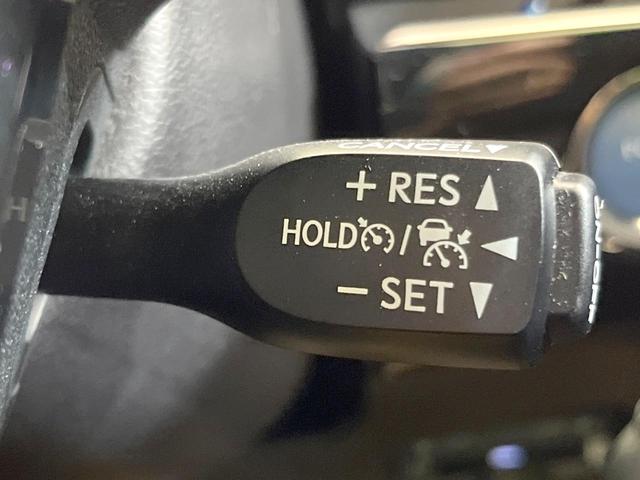 CANCEL▼
+ RES ▲
HOLD / ◀
− SET ▼